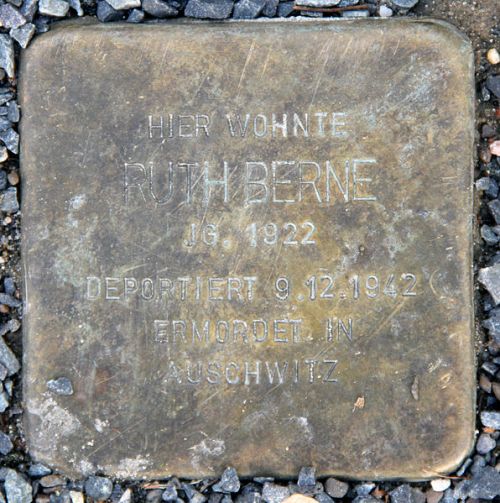 HIER WOHNTE
RUTH BERNE
JG. 1922
DEPORTIERT 9.12.1942
ERMORDET IN
AUSCHWITZ